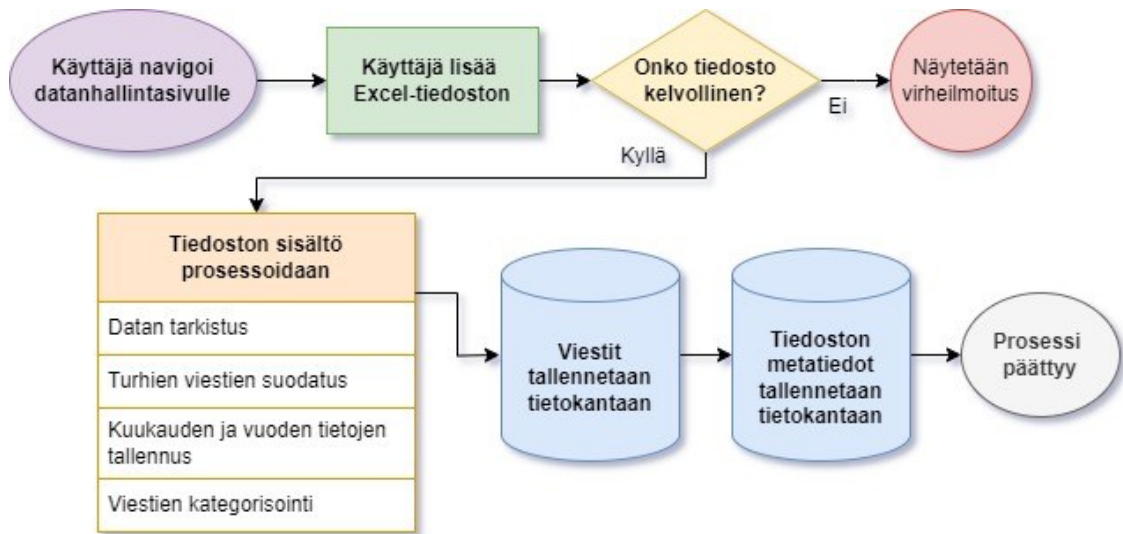 Käyttäjä navigoi
datanhallintasivulle
Käyttäjä lisää
Excel-tiedoston
Onko tiedosto
kelvollinen?
Ei
Näytetään
virheilmoitus
Kyllä
Tiedoston sisältö
prosessoidaan
Datan tarkistus
Turhien viestien suodatus
Kuukauden ja vuoden tietojen
tallennus
Viestien kategorisointi
Viestit
tallennetaan
tietokantaan
Tiedoston
metatiedot
tallennetaan
tietokantaan
Prosessi
päättyy